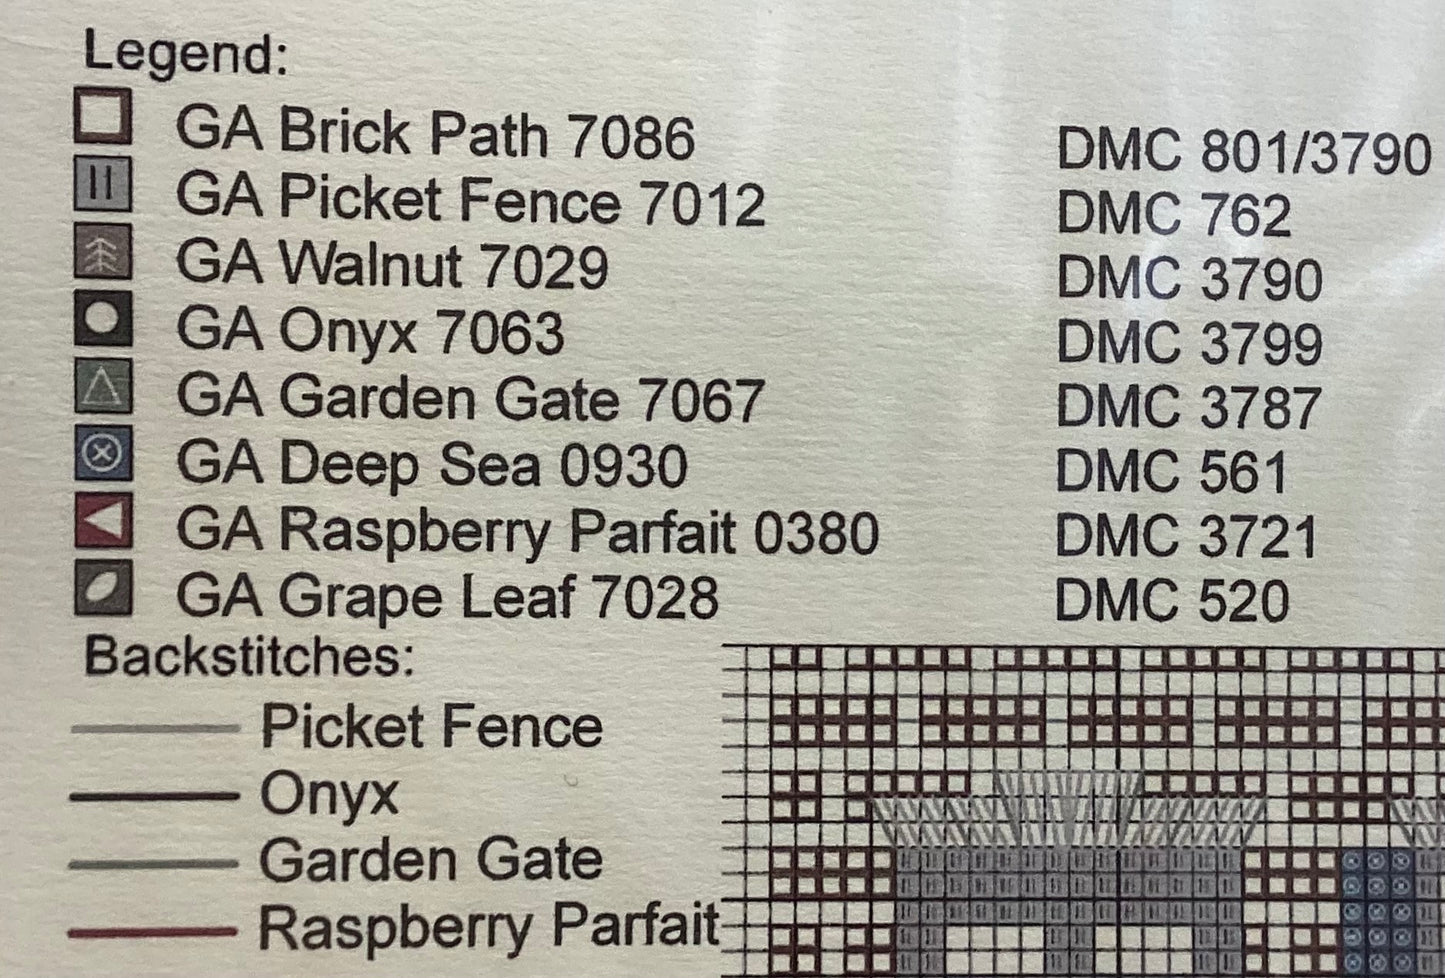 Legend:
GA Brick Path 7086 DMC 801/3790
GA Picket Fence 7012 DMC 762
GA Walnut 7029 DMC 3790
GA Onyx 7063 DMC 3799
GA Garden Gate 7067 DMC 3787
GA Deep Sea 0930 DMC 561
GA Raspberry Parfait 0380 DMC 3721
GA Grape Leaf 7028 DMC 520
Backstitches:
Picket Fence
Onyx
Garden Gate
Raspberry Parfait